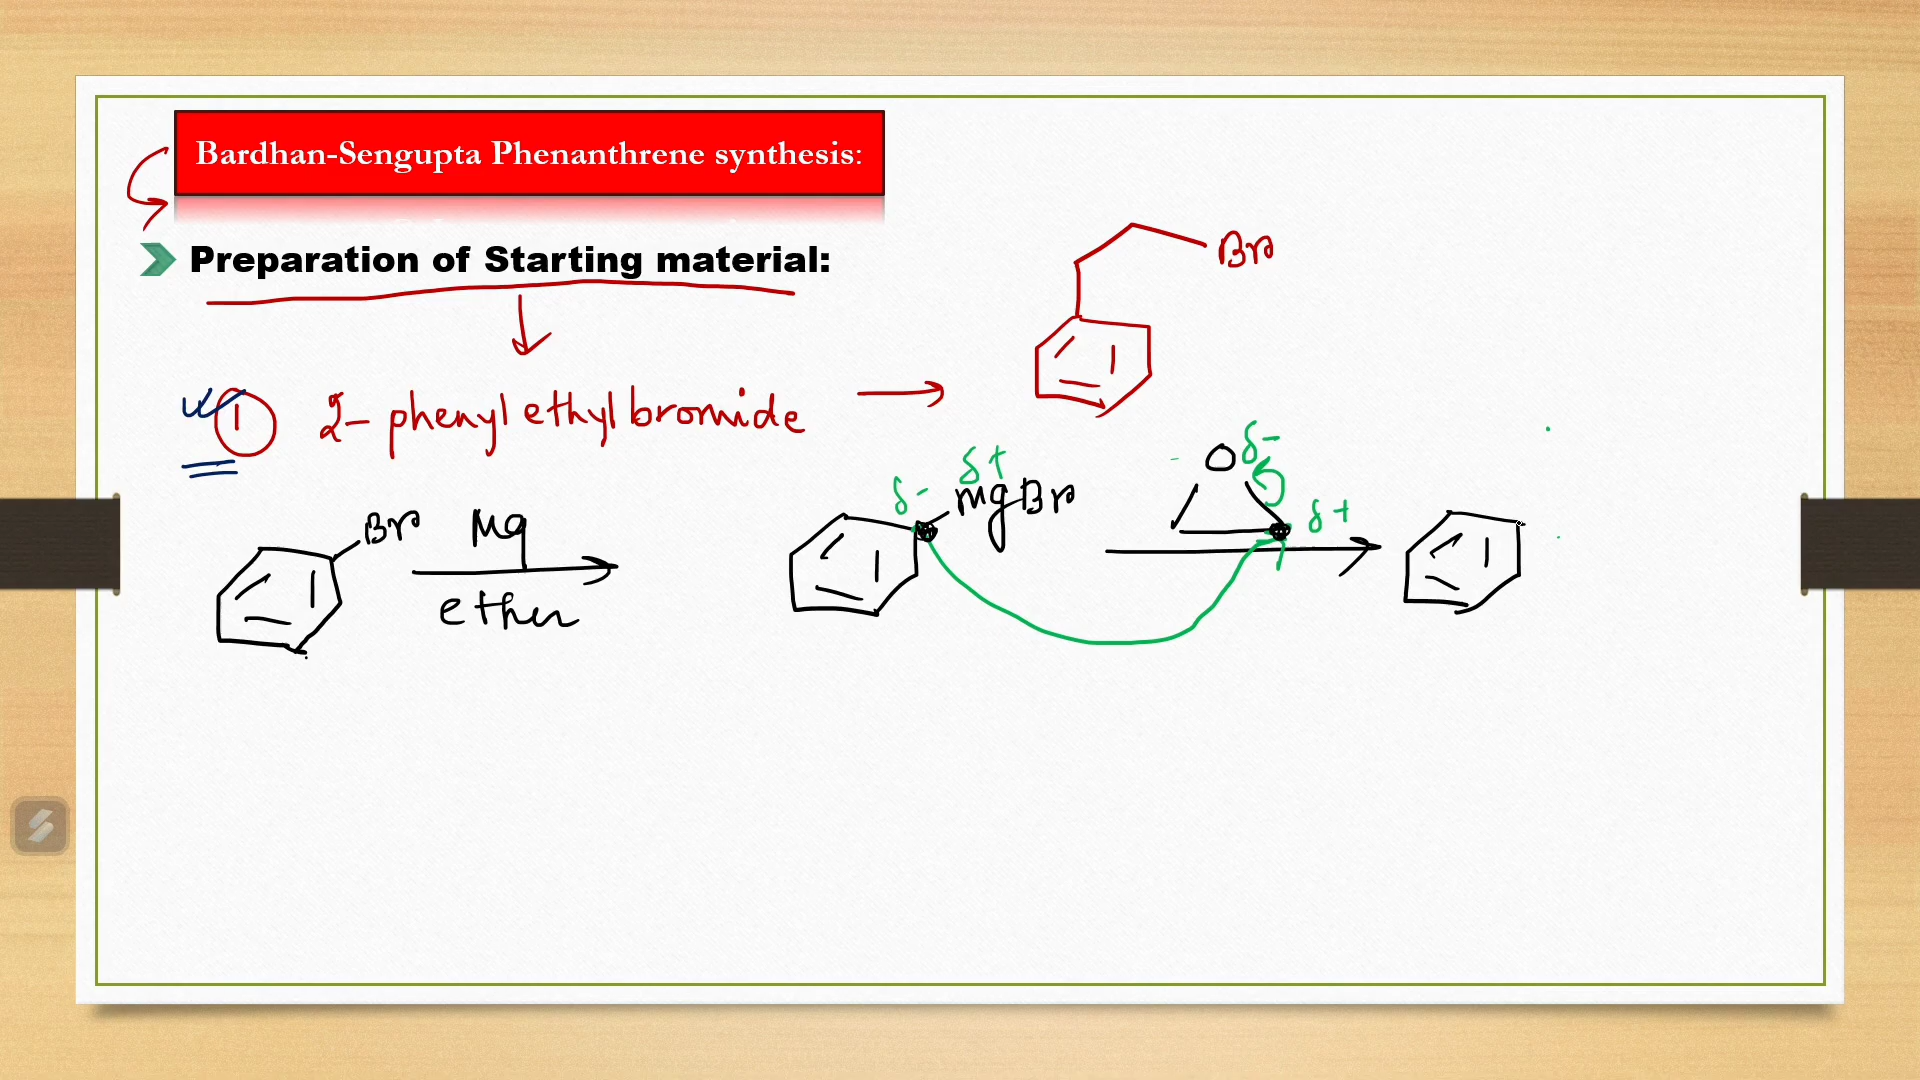 Bardhan-Sengupta Phenanthrene synthesis:
Preparation of Starting material:
Br
1 2- phenyl ethyl bromide
δ- δ+ O δ-
Br Mg MgBr δ+
ether